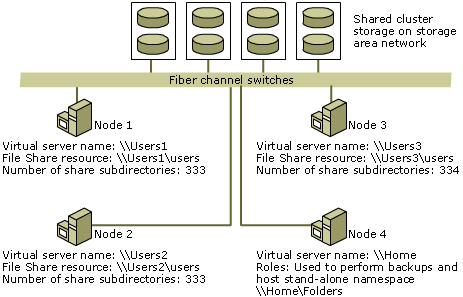 Shared cluster
storage on storage
area network
Fiber channel switches
Node 1
Virtual server name: \\Users1
File Share resource: \\Users1\users
Number of share subdirectories: 333
Node 3
Virtual server name: \\Users3
File Share resource: \\Users3\users
Number of share subdirectories: 334
Node 2
Virtual server name: \\Users2
File Share resource: \\Users2\users
Number of share subdirectories: 333
Node 4
Virtual server name: \\Home
Roles: Used to perform backups and
host stand-alone namespace
\\Home\Folders